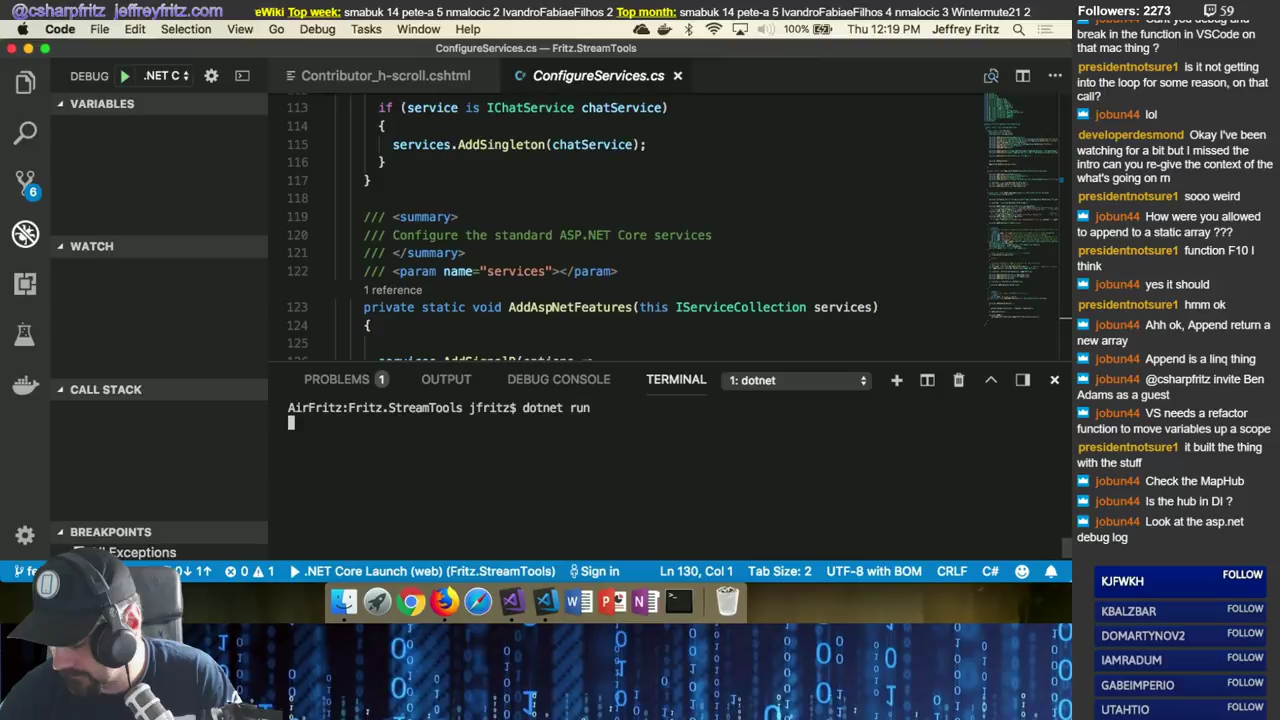 @csharpfritz jeffreyfritz.com
eWiki Top week: smabuk 14 pete-a 5 nmalocic 2 IvandroFabiaeFilhos 2 Top month: smabuk 14 pete-a 5 IvandroFabiaeFilhos 4 nmalocic 3 Wintermute21 2
Followers: 2273 59
Code File Edit Selection View Go Debug Tasks Window Help
100% Thu 12:19 PM Jeffrey Fritz
ConfigureServices.cs — Fritz.StreamTools
DEBUG .NET C
Contributor_h-scroll.cshtml
ConfigureServices.cs
VARIABLES
WATCH
CALL STACK
BREAKPOINTS
All Exceptions
6
113 if (service is IChatService chatService)
114
115 services.AddSingleton(chatService);
116 }
117 }
118
119 /// <summary>
120 /// Configure the standard ASP.NET Core services
121 /// </summary>
122 /// <param name="services"></param>
1 reference
123 private static void AddAspNetFeatures(this IServiceCollection services)
124 {
125
126 services.AddSignalR(options =>
PROBLEMS 1 OUTPUT DEBUG CONSOLE TERMINAL 1: dotnet
AirFritz:Fritz.StreamTools jfritz$ dotnet run
0↓ 1↑ 0 1 .NET Core Launch (web) (Fritz.StreamTools) Sign in Ln 130, Col 1 Tab Size: 2 UTF-8 with BOM CRLF C#
break in the function in VSCode on
that mac thing ?
presidentnotsure1 is it not getting
into the loop for some reason, on that
call?
jobun44 lol
developerdesmond Okay I've been
watching for a bit but I missed the
intro can you re-give the context of the
what's going on rn
presidentnotsure1 soo weird
jobun44 How were you allowed
to append to a static array ???
presidentnotsure1 function F10 I
think
jobun44 yes it should
presidentnotsure1 hmm ok
jobun44 Ahh ok, Append return a
new array
jobun44 Append is a linq thing
jobun44 @csharpfritz invite Ben
Adams as a guest
jobun44 VS needs a refactor
function to move variables up a scope
presidentnotsure1 it built the thing
with the stuff
jobun44 Check the MapHub
jobun44 Is the hub in DI ?
jobun44 Look at the asp.net
debug log
KJFWKH FOLLOW
KBALZBAR FOLLOW
DOMARTYNOV2 FOLLOW
IAMRADUM FOLLOW
GABEIMPERIO FOLLOW
UTAHTIO FOLLOW